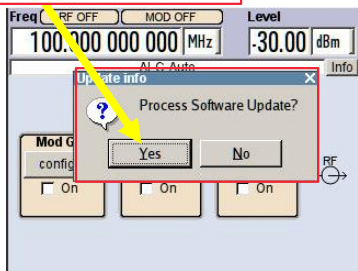 Freq RF OFF MOD OFF Level
100.000 000 000 MHz -30.00 dBm
ALC-Auto Info
Update info X
? Process Software Update?
Mod G
config
Yes No
RF
On On On